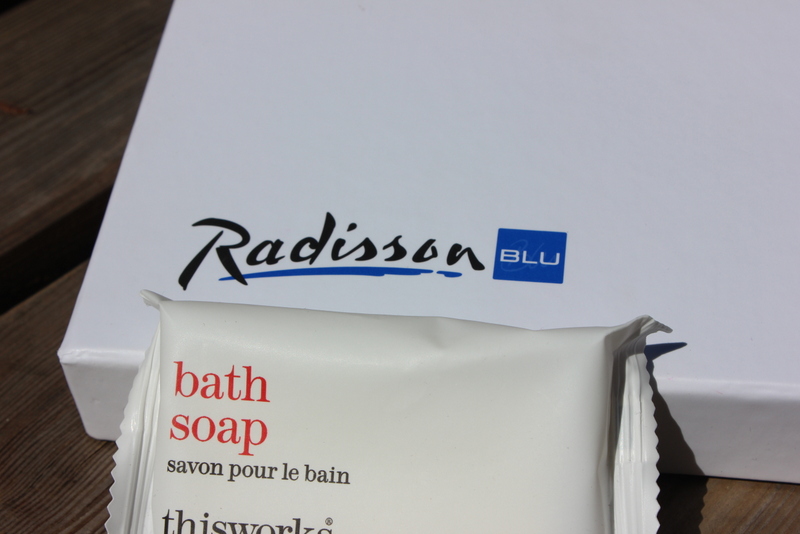 Radisson BLU
bath
soap
savon pour le bain
thisworks®